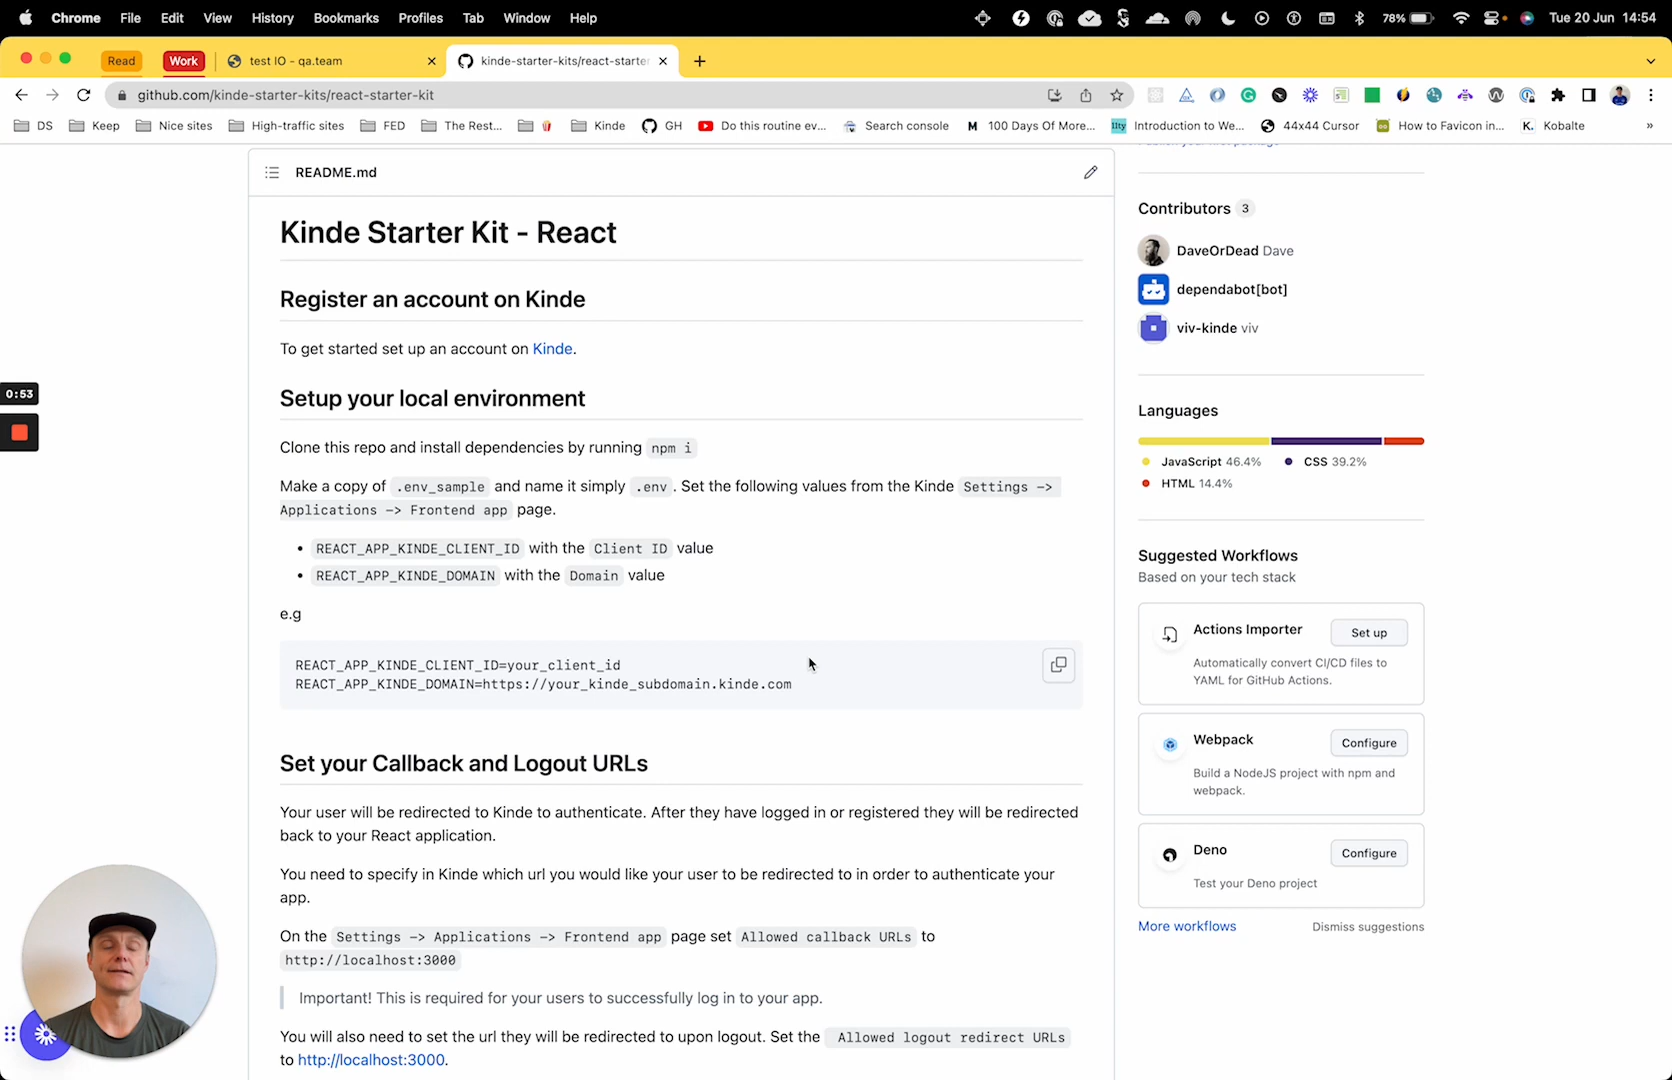 Chrome File Edit View History Bookmarks Profiles Tab Window Help 78% Tue 20 Jun 14:54
Read Work test IO - qa.team kinde-starter-kits/react-starter
github.com/kinde-starter-kits/react-starter-kit
DS Keep Nice sites High-traffic sites FED The Rest... Kinde GH Do this routine ev... Search console M 100 Days Of More... 11ty Introduction to We... 44x44 Cursor How to Favicon in... K. Kobalte »
README.md
Kinde Starter Kit - React
Register an account on Kinde
To get started set up an account on Kinde.
Setup your local environment
Clone this repo and install dependencies by running npm i
Make a copy of .env_sample and name it simply .env. Set the following values from the Kinde Settings ->
Applications -> Frontend app page.
• REACT_APP_KINDE_CLIENT_ID with the Client ID value
• REACT_APP_KINDE_DOMAIN with the Domain value
e.g
REACT_APP_KINDE_CLIENT_ID=your_client_id
REACT_APP_KINDE_DOMAIN=https://your_kinde_subdomain.kinde.com
Set your Callback and Logout URLs
Your user will be redirected to Kinde to authenticate. After they have logged in or registered they will be redirected
back to your React application.
You need to specify in Kinde which url you would like your user to be redirected to in order to authenticate your
app.
On the Settings -> Applications -> Frontend app page set Allowed callback URLs to
http://localhost:3000
Important! This is required for your users to successfully log in to your app.
You will also need to set the url they will be redirected to upon logout. Set the Allowed logout redirect URLs
to http://localhost:3000.
0:53
Contributors 3
DaveOrDead Dave
dependabot[bot]
viv-kinde viv
Languages
JavaScript 46.4% CSS 39.2%
HTML 14.4%
Suggested Workflows
Based on your tech stack
Actions Importer Set up
Automatically convert CI/CD files to
YAML for GitHub Actions.
Webpack Configure
Build a NodeJS project with npm and
webpack.
Deno Configure
Test your Deno project
More workflows Dismiss suggestions